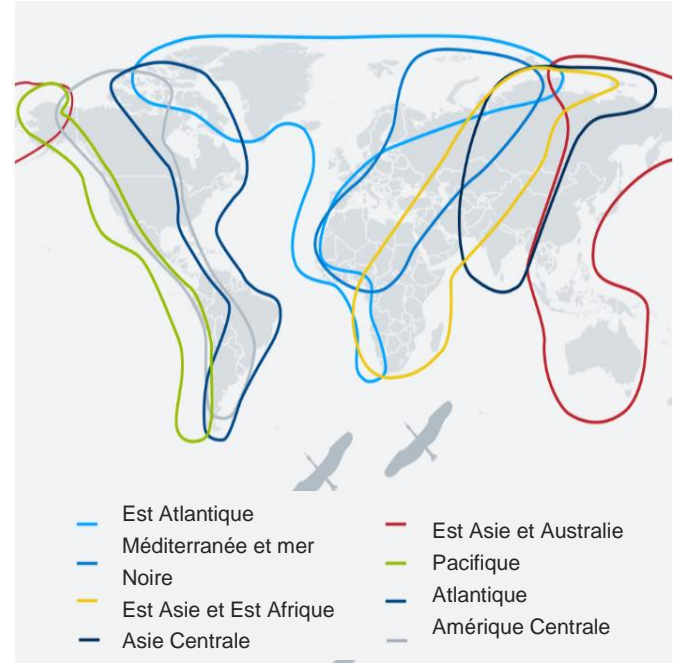 Est Atlantique
Méditerranée et mer
Noire
Est Asie et Est Afrique
Asie Centrale
Est Asie et Australie
Pacifique
Atlantique
Amérique Centrale